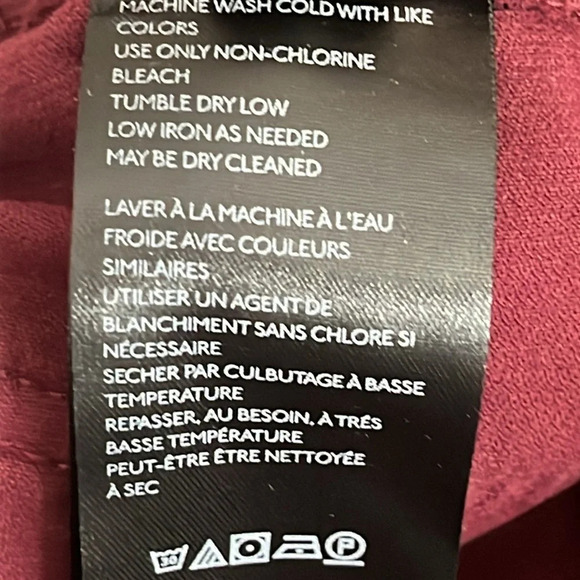 MACHINE WASH COLD WITH LIKE
COLORS
USE ONLY NON-CHLORINE
BLEACH
TUMBLE DRY LOW
LOW IRON AS NEEDED
MAY BE DRY CLEANED
LAVER À LA MACHINE À L'EAU
FROIDE AVEC COULEURS
SIMILAIRES
UTILISER UN AGENT DE
BLANCHIMENT SANS CHLORE SI
NÉCESSAIRE
SECHER PAR CULBUTAGE À BASSE
TEMPERATURE
REPASSER, AU BESOIN, À TRÉS
BASSE TEMPÉRATURE
PEUT-ÊTRE ÊTRE NETTOYÉE
À SEC
30 P